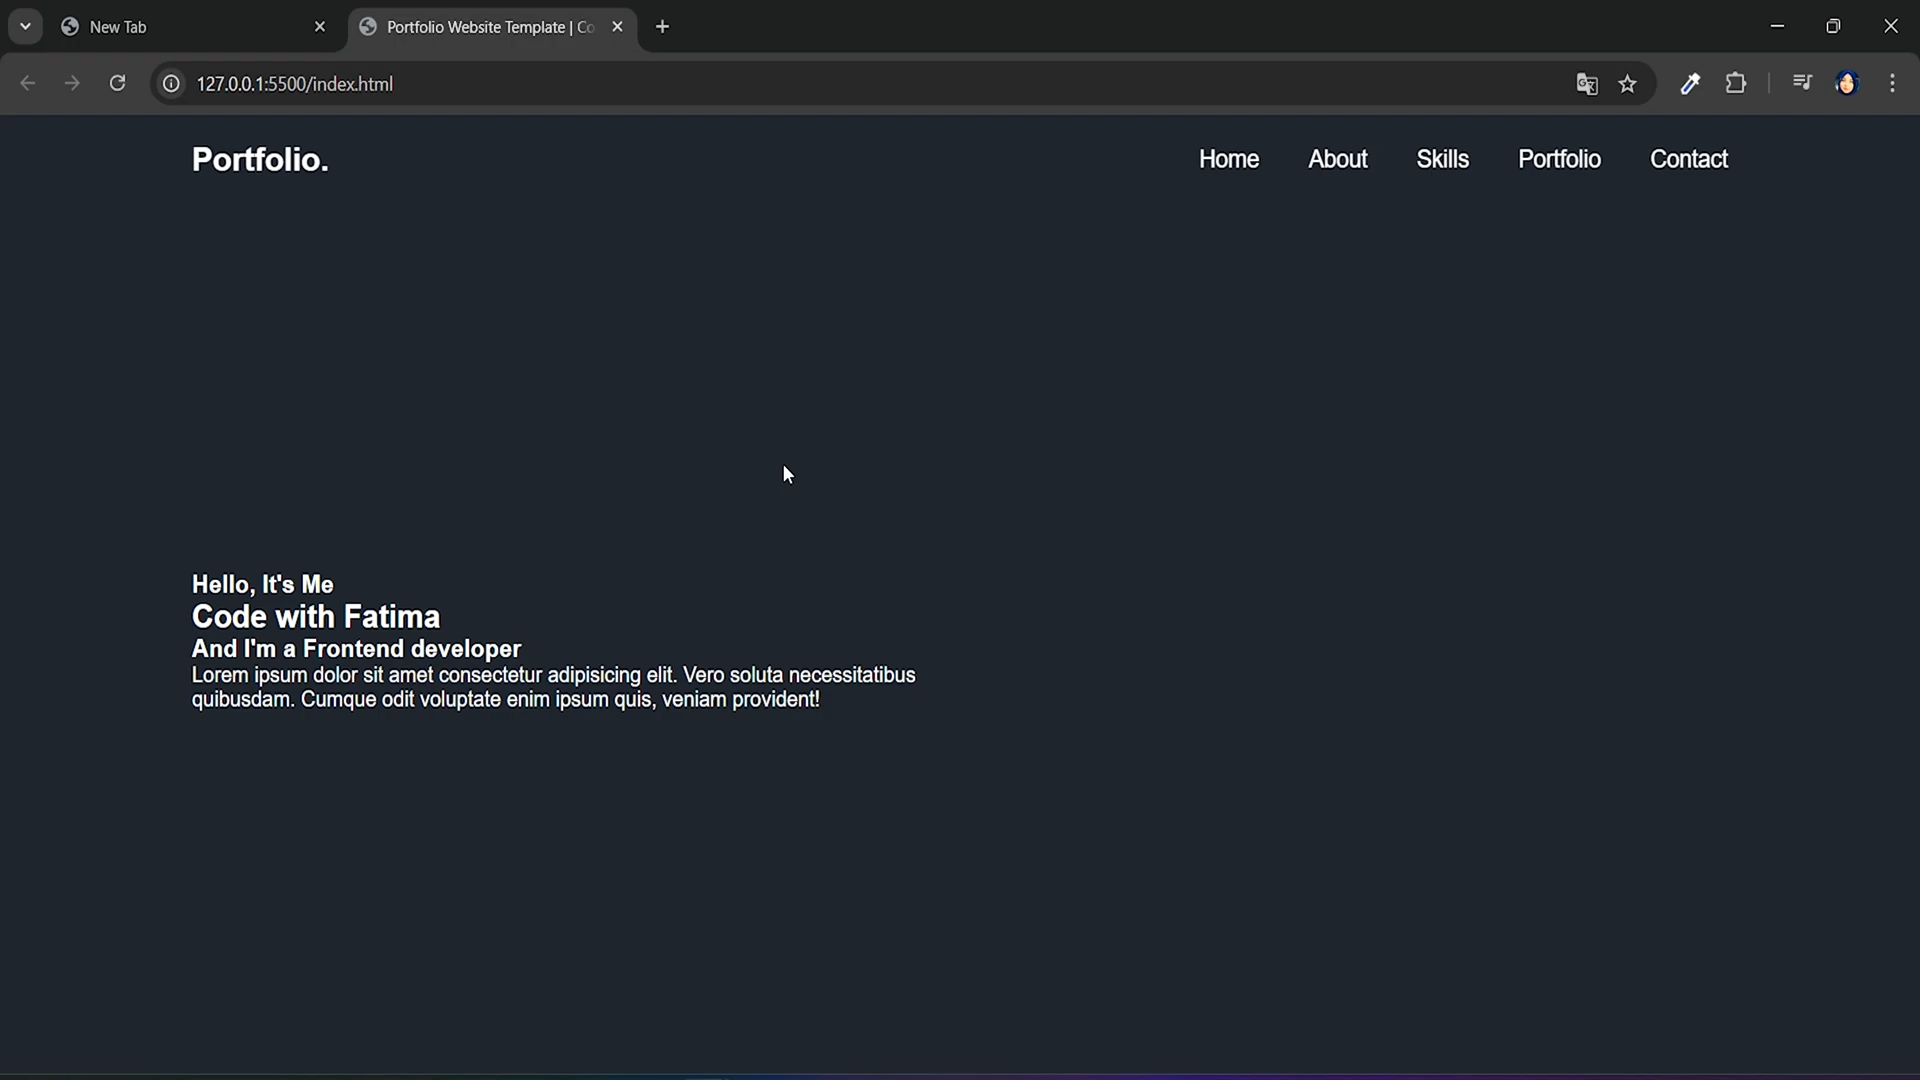 New Tab
Portfolio Website Template | Co
127.0.0.1:5500/index.html
Portfolio.
Home About Skills Portfolio Contact
Hello, It's Me
Code with Fatima
And I'm a Frontend developer
Lorem ipsum dolor sit amet consectetur adipisicing elit. Vero soluta necessitatibus
quibusdam. Cumque odit voluptate enim ipsum quis, veniam provident!